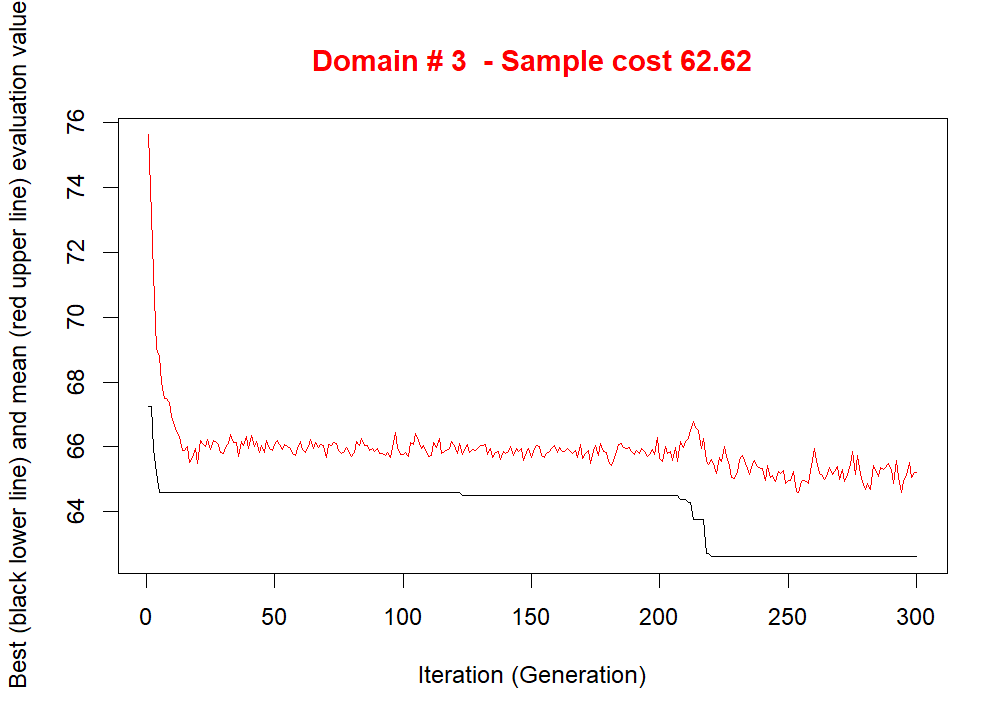 Domain # 3  - Sample cost 62.62
Best (black lower line) and mean (red upper line) evaluation value
76
74
72
70
68
66
64
0 50 100 150 200 250 300
Iteration (Generation)